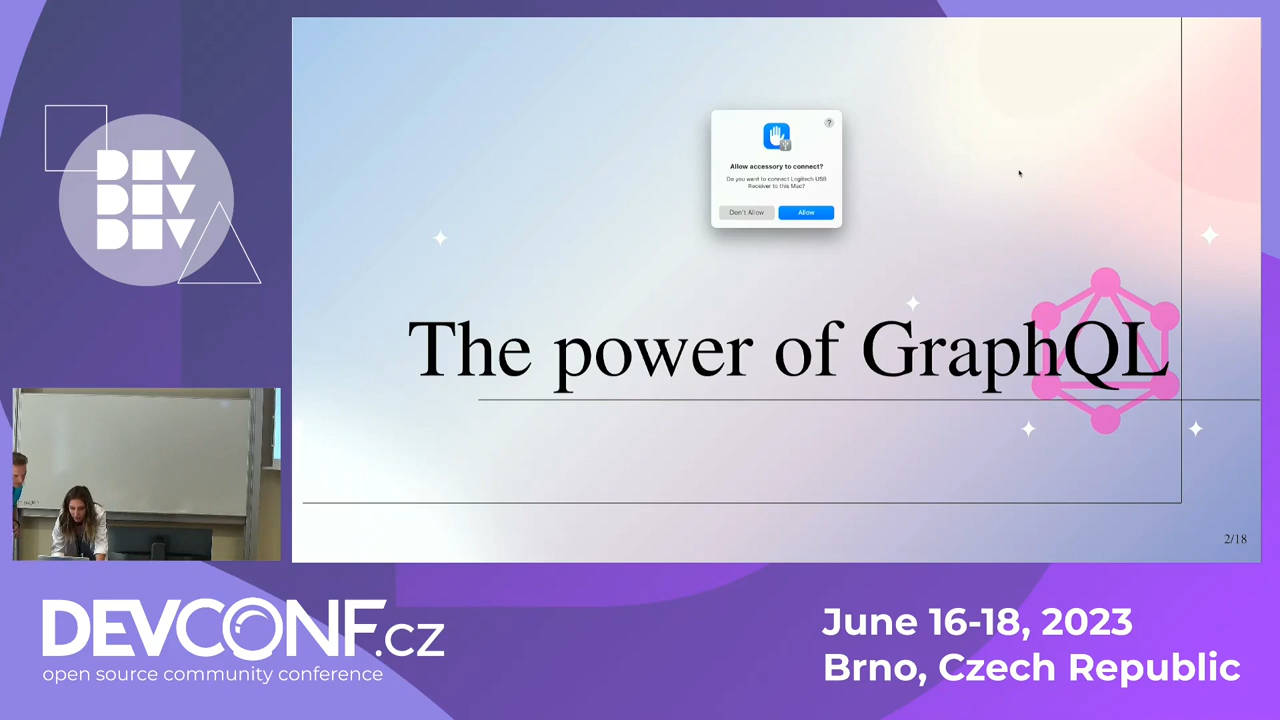 DEV
DEV
DEV
?
Allow accessory to connect?
Do you want to connect Logitech USB
Receiver to this Mac?
Don't Allow
Allow
The power of GraphQL
2/18
DEVCONF.cz
open source community conference
June 16-18, 2023
Brno, Czech Republic